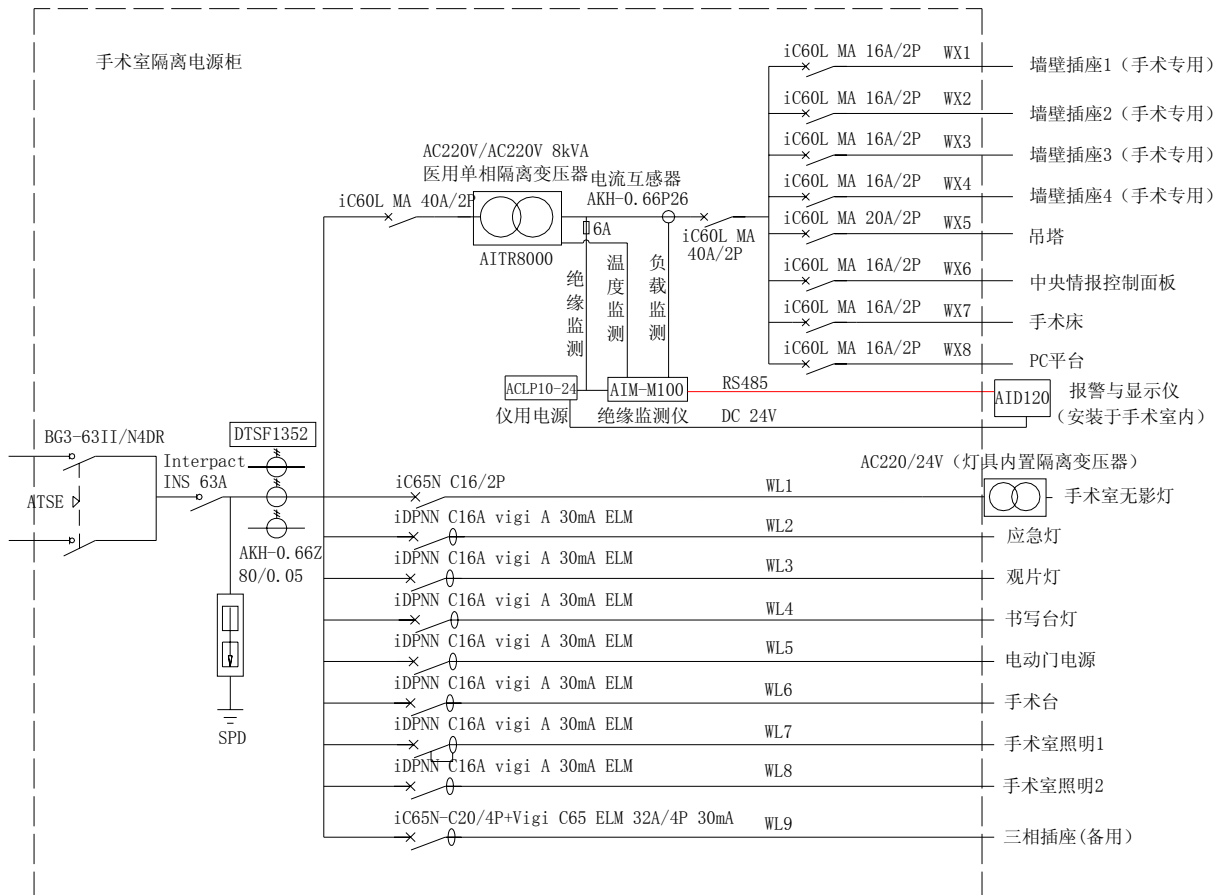 手术室隔离电源柜
iC60L MA 16A/2P WX1 墙壁插座1（手术专用）
iC60L MA 16A/2P WX2 墙壁插座2（手术专用）
iC60L MA 16A/2P WX3 墙壁插座3（手术专用）
iC60L MA 16A/2P WX4 墙壁插座4（手术专用）
iC60L MA 20A/2P WX5 吊塔
iC60L MA 16A/2P WX6 中央情报控制面板
iC60L MA 16A/2P WX7 手术床
iC60L MA 16A/2P WX8 PC平台
AC220V/AC220V 8kVA
医用单相隔离变压器
iC60L MA 40A/2P
AITR8000
电流互感器
AKH-0.66P26
6A
iC60L MA
40A/2P
绝缘监测
温度监测
负载监测
ACLP10-24
仪用电源
AIM-M100
绝缘监测仪
RS485
DC 24V
AID120
报警与显示仪
（安装于手术室内）
BG3-63II/N4DR
ATSE
Interpact
INS 63A
DTSF1352
AKH-0.66Z
80/0.05
SPD
AC220/24V（灯具内置隔离变压器）
iC65N C16/2P WL1 手术室无影灯
iDPNN C16A vigi A 30mA ELM WL2 应急灯
iDPNN C16A vigi A 30mA ELM WL3 观片灯
iDPNN C16A vigi A 30mA ELM WL4 书写台灯
iDPNN C16A vigi A 30mA ELM WL5 电动门电源
iDPNN C16A vigi A 30mA ELM WL6 手术台
iDPNN C16A vigi A 30mA ELM WL7 手术室照明1
iDPNN C16A vigi A 30mA ELM WL8 手术室照明2
iC65N-C20/4P+Vigi C65 ELM 32A/4P 30mA WL9 三相插座(备用)